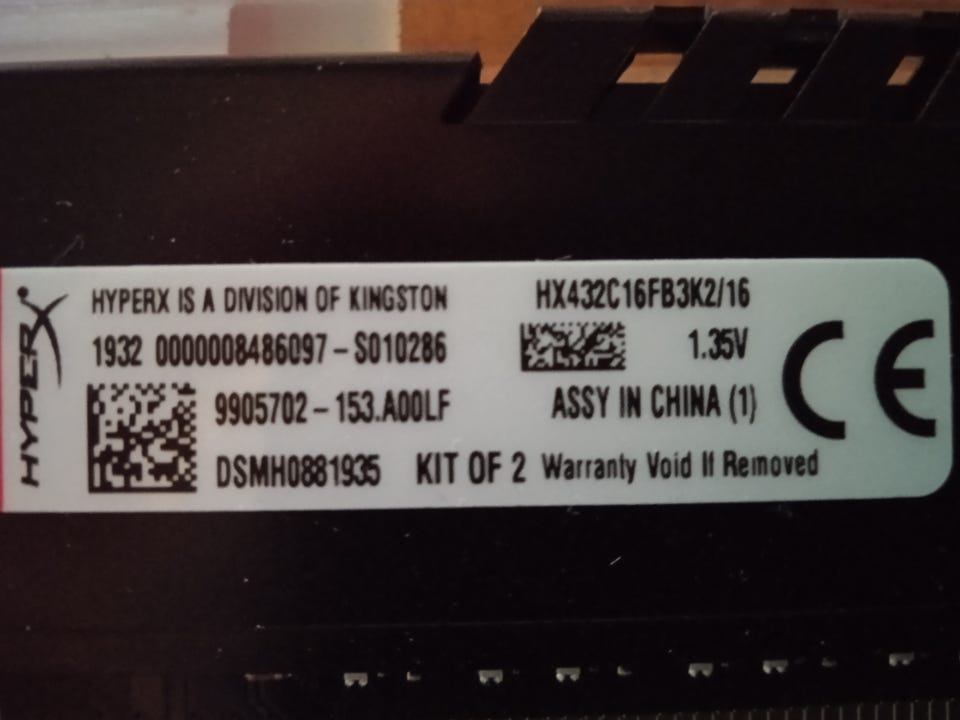 HYPERX
HYPERX IS A DIVISION OF KINGSTON
HX432C16FB3K2/16
1932 0000008486097-S010286
1.35V
9905702-153.A00LF
ASSY IN CHINA (1)
CE
DSMH0881935
KIT OF 2
Warranty Void If Removed